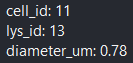 cell_id: 11
lys_id: 13
diameter_um: 0.78